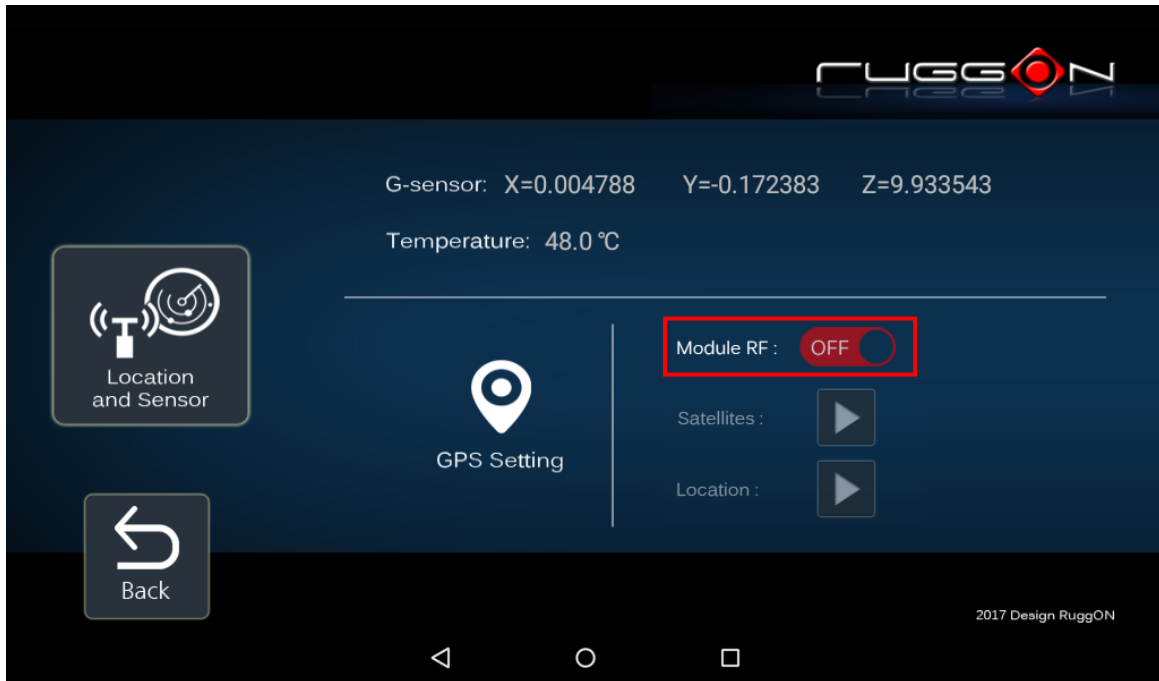 RUGGON
G-sensor: X=0.004788 Y=-0.172383 Z=9.933543
Temperature: 48.0 ℃
Location
and Sensor
Module RF : OFF
Satellites :
GPS Setting
Location :
Back
2017 Design RuggON